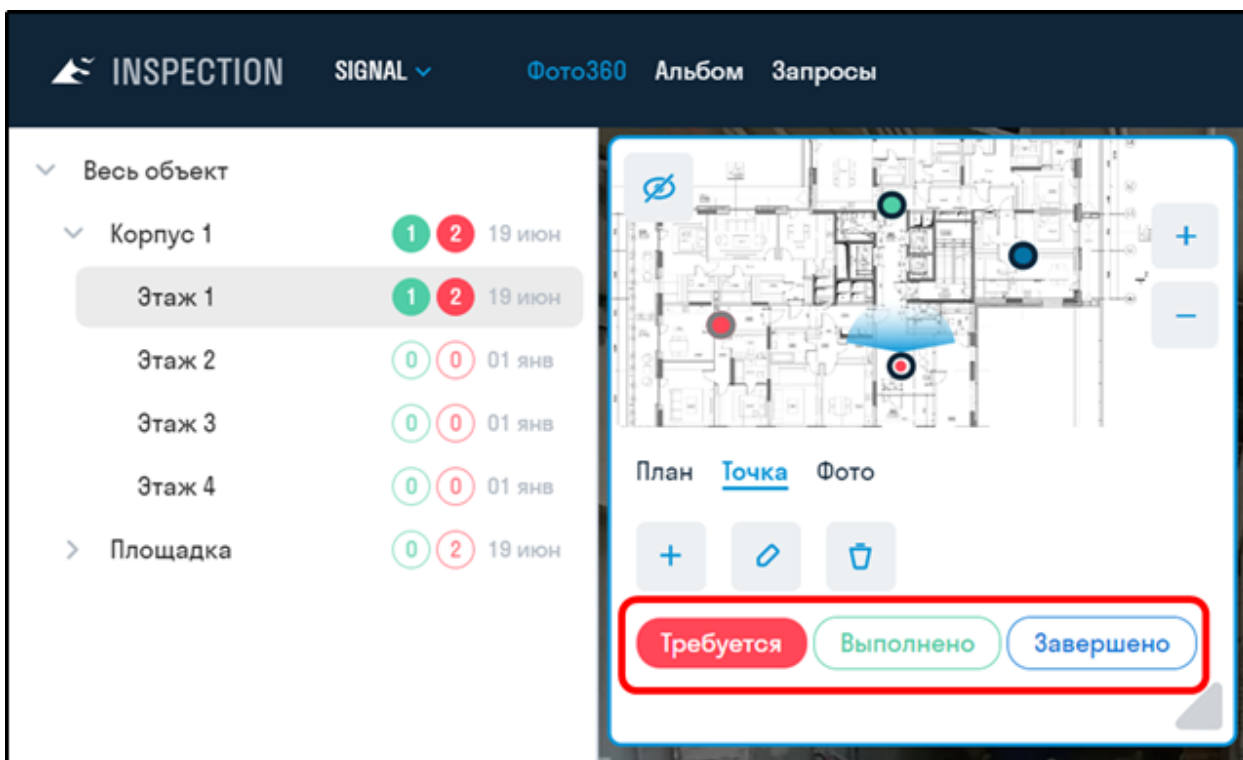 INSPECTION SIGNAL Фото360 Альбом Запросы
Весь объект
Корпус 1 1 2 19 июн
Этаж 1 1 2 19 июн
Этаж 2 0 0 01 янв
Этаж 3 0 0 01 янв
Этаж 4 0 0 01 янв
Площадка 0 2 19 июн
План Точка Фото
Требуется Выполнено Завершено